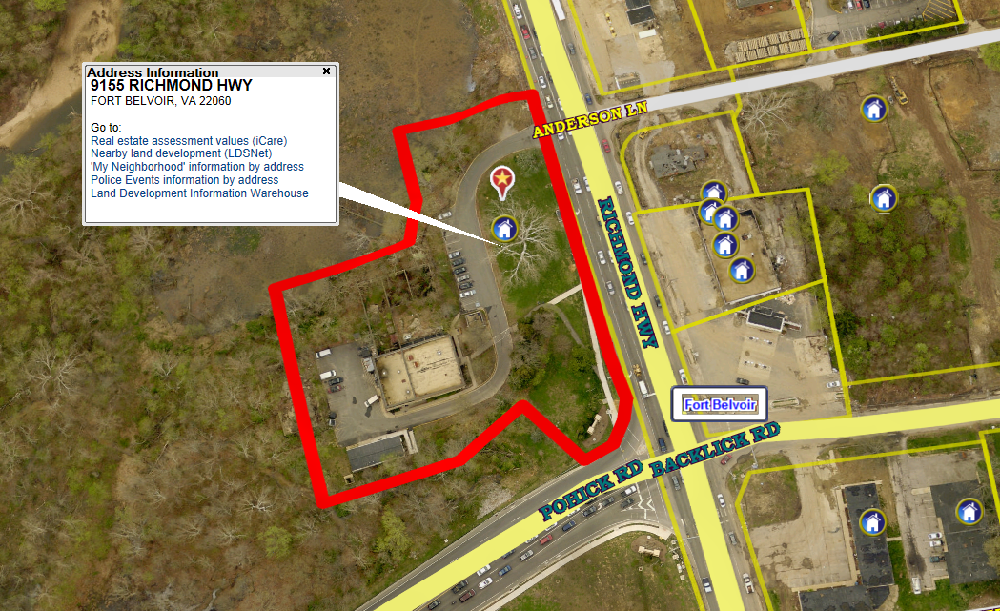 Address Information
9155 RICHMOND HWY
FORT BELVOIR, VA 22060
Go to:
Real estate assessment values (iCare)
Nearby land development (LDSNet)
'My Neighborhood' information by address
Police Events information by address
Land Development Information Warehouse
ANDERSON LN
RICHMOND HWY
Fort Belvoir
POHICK RD
BACKLICK RD